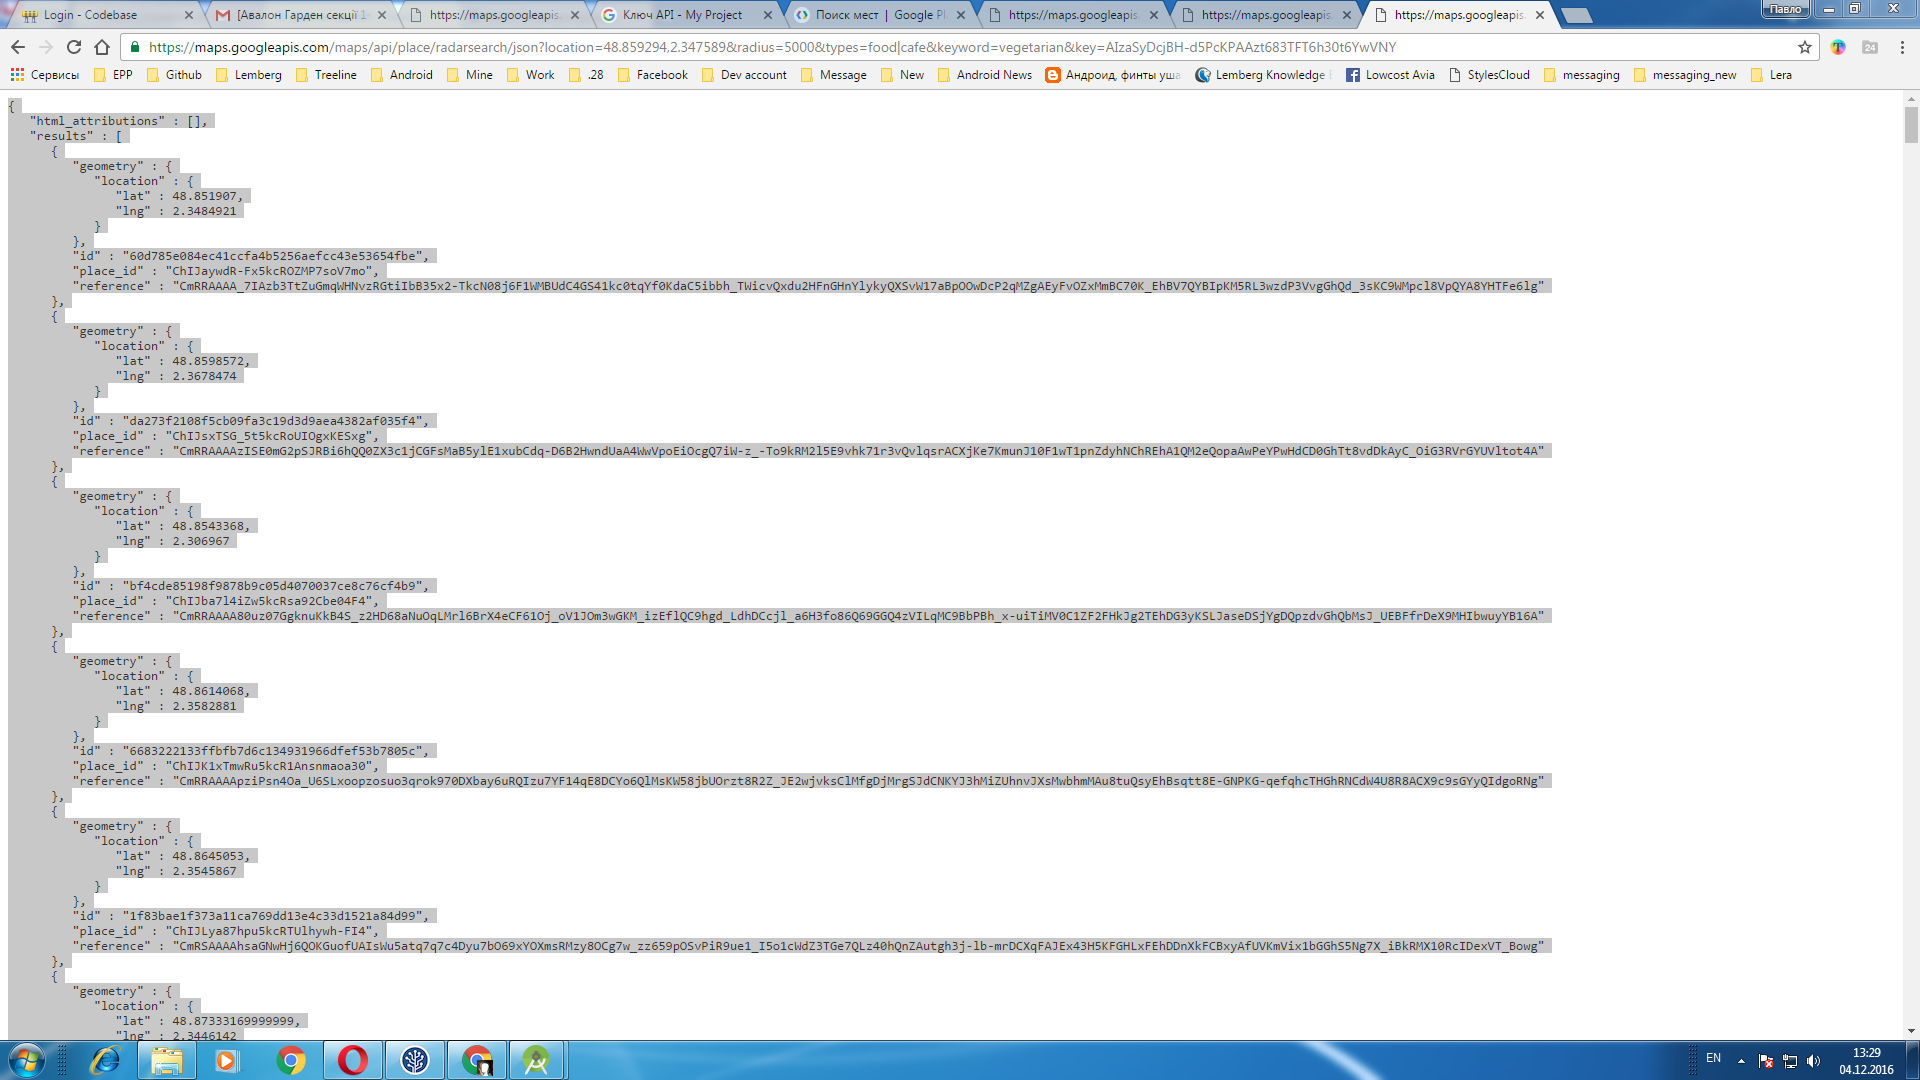 Login - Codebase
[Авалон Гарден секції 1
https://maps.googleapis.
Ключ API - My Project
Поиск мест | Google Pl
https://maps.googleapis.
https://maps.googleapis.
https://maps.googleapis.
Павло
https://maps.googleapis.com/maps/api/place/radarsearch/json?location=48.859294,2.347589&radius=5000&types=food|cafe&keyword=vegetarian&key=AIzaSyDcjBH-d5PcKPAAzt683TFT6h30t6YwVNY
24
Сервисы EPP Github Lemberg Treeline Android Mine Work .28 Facebook Dev account Message New Android News Андроид, финты уша Lemberg Knowledge Lowcost Avia StylesCloud messaging messaging_new Lera
{
"html_attributions" : [],
"results" : [
{
"geometry" : {
"location" : {
"lat" : 48.851907,
"lng" : 2.3484921
}
},
"id" : "60d785e084ec41ccfa4b5256aefcc43e53654fbe",
"place_id" : "ChIJaywdR-Fx5kcROZMP7soV7mo",
"reference" : "CmRRAAAA_7IAzb3TtZuGmqWHNvzRGtiIbB35x2-TkcN08j6F1WMBUdC4GS41kc0tqYf0KdaC5ibbh_TWicvQxdu2HFnGHnYlykyQXSvW17aBpOOwDcP2qMZgAEyFvOZxMmBC70K_EhBV7QYBIpKM5RL3wzdP3VvgGhQd_3sKC9WMpcl8VpQYA8YHTFe6lg"
},
{
"geometry" : {
"location" : {
"lat" : 48.8598572,
"lng" : 2.3678474
}
},
"id" : "da273f2108f5cb09fa3c19d3d9aea4382af035f4",
"place_id" : "ChIJsxTSG_5t5kcRoUIOgxKESxg",
"reference" : "CmRRAAAAzISE0mG2pSJRBi6hQQ0ZX3c1jCGFsMaB5ylE1xubCdq-D6B2HwndUaA4WwVpoEiOcgQ7iW-z_-To9kRM2l5E9vhk71r3vQvlqsrACXjKe7KmunJ10F1wT1pnZdyhNChREhA1QM2eQopaAwPeYPwHdCD0GhTt8vdDkAyC_OiG3RVrGYUVltot4A"
},
{
"geometry" : {
"location" : {
"lat" : 48.8543368,
"lng" : 2.306967
}
},
"id" : "bf4cde85198f9878b9c05d4070037ce8c76cf4b9",
"place_id" : "ChIJba7l4iZw5kcRsa92Cbe04F4",
"reference" : "CmRRAAAA80uz07GgknuKkB4S_z2HD68aNuOqLMrl6BrX4eCF61Oj_oV1JOm3wGKM_izEflQC9hgd_LdhDCcjl_a6H3fo86Q69GGQ4zVILqMC9BbPBh_x-uiTiMV0C1ZF2FHkJg2TEhDG3yKSLJaseDSjYgDQpzdvGhQbMsJ_UEBFfrDeX9MHIbwuyYB16A"
},
{
"geometry" : {
"location" : {
"lat" : 48.8614068,
"lng" : 2.3582881
}
},
"id" : "6683222133ffbfb7d6c134931966dfef53b7805c",
"place_id" : "ChIJK1xTmwRu5kcR1Ansnmaoa30",
"reference" : "CmRRAAAApziPsn4Oa_U6SLxoopzosuo3qrok970DXbay6uRQIzu7YF14qE8DCYo6QlMsKW58jbUOrzt8R2Z_JE2wjvksClMfgDjMrgSJdCNKYJ3hMiZUhnvJXsMwbhmMAu8tuQsyEhBsqtt8E-GNPKG-qefqhcTHGhRNCdW4U8R8ACX9c9sGYyQIdgoRNg"
},
{
"geometry" : {
"location" : {
"lat" : 48.8645053,
"lng" : 2.3545867
}
},
"id" : "1f83bae1f373a11ca769dd13e4c33d1521a84d99",
"place_id" : "ChIJLya87hpu5kcRTUlhywh-FI4",
"reference" : "CmRSAAAAhsaGNwHj6QOKGuofUAIsWu5atq7q7c4Dyu7bO69xYOXmsRMzy8OCg7w_zz659pOSvPiR9ue1_I5o1cWdZ3TGe7QLz40hQnZAutgh3j-lb-mrDCXqFAJEx43H5KFGHLxFEhDDnXkFCBxyAfUVKmVix1bGGhS5Ng7X_iBkRMX10RcIDexVT_Bowg"
},
{
"geometry" : {
"location" : {
"lat" : 48.87333169999999,
"lng" : 2.3446142
EN
13:29
04.12.2016